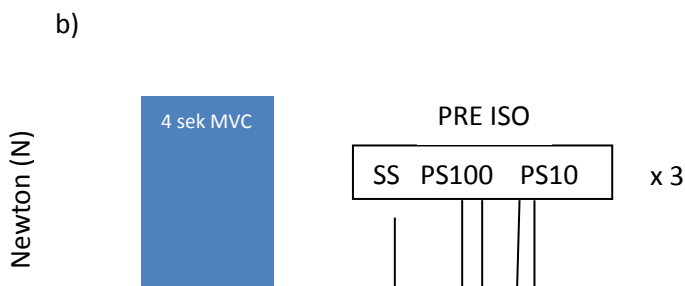 b)
4 sek MVC
PRE ISO
SS PS100 PS10
x 3
Newton (N)